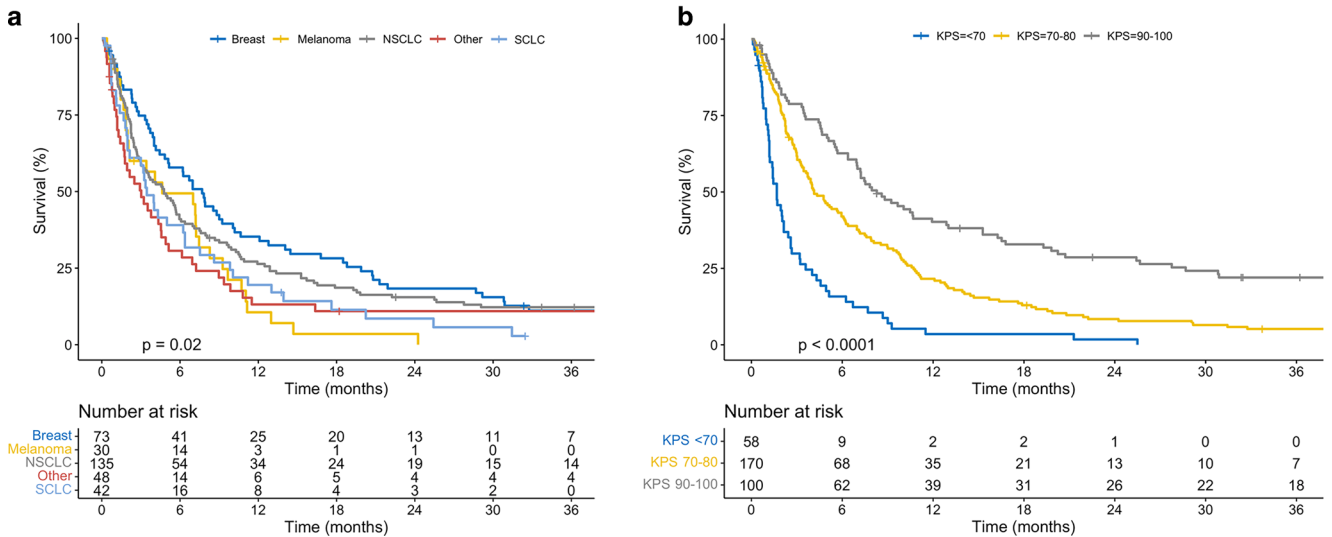 a
Survival (%)
100
75
50
25
0
Breast Melanoma NSCLC Other SCLC
p = 0.02
0 6 12 18 24 30 36
Time (months)
Number at risk
Breast 73 41 25 20 13 11 7
Melanoma 30 14 3 1 1 0 0
NSCLC 135 54 34 24 19 15 14
Other 48 14 6 5 4 4 4
SCLC 42 16 8 4 3 2 0
0 6 12 18 24 30 36
Time (months)
b
Survival (%)
100
75
50
25
0
KPS=<70 KPS=70-80 KPS=90-100
p < 0.0001
0 6 12 18 24 30 36
Time (months)
Number at risk
KPS <70 58 9 2 2 1 0 0
KPS 70-80 170 68 35 21 13 10 7
KPS 90-100 100 62 39 31 26 22 18
0 6 12 18 24 30 36
Time (months)